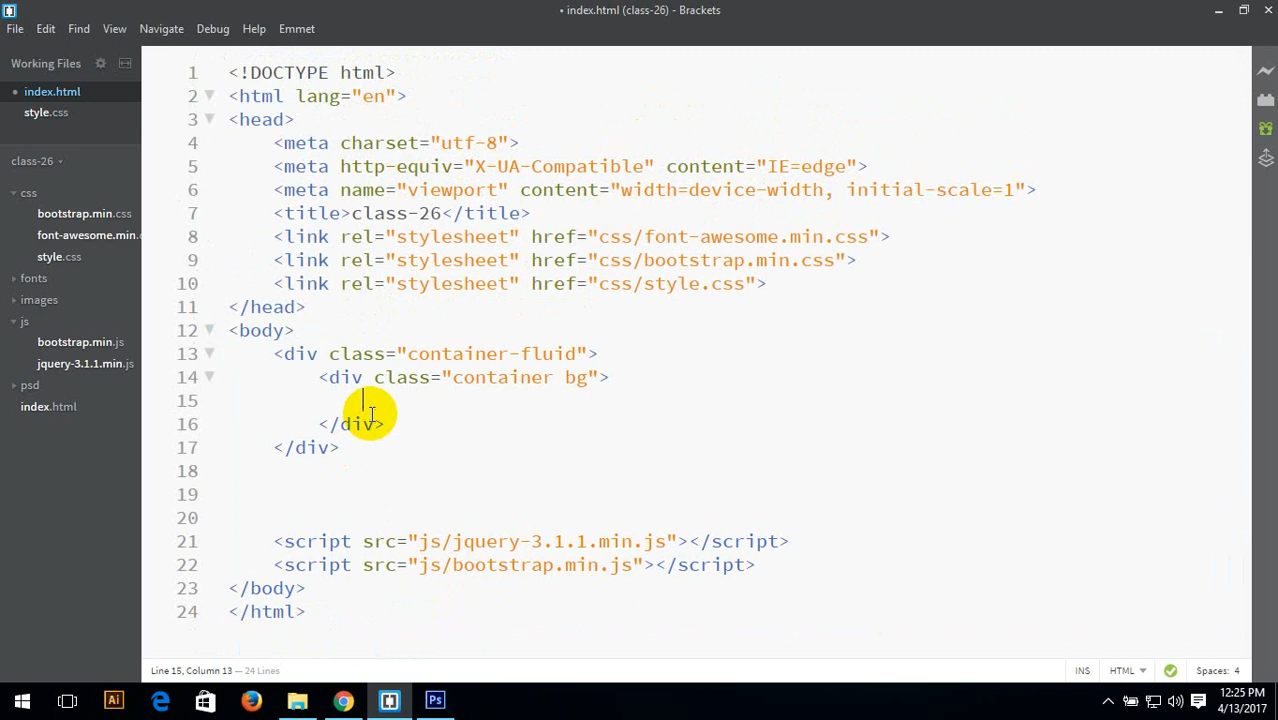 • index.html (class-26) - Brackets
File Edit Find View Navigate Debug Help Emmet
Working Files
• index.html
style.css
class-26
css
bootstrap.min.css
font-awesome.min.c
style.css
fonts
images
js
bootstrap.min.js
jquery-3.1.1.min.js
psd
index.html
1 <!DOCTYPE html>
2 <html lang="en">
3 <head>
4 <meta charset="utf-8">
5 <meta http-equiv="X-UA-Compatible" content="IE=edge">
6 <meta name="viewport" content="width=device-width, initial-scale=1">
7 <title>class-26</title>
8 <link rel="stylesheet" href="css/font-awesome.min.css">
9 <link rel="stylesheet" href="css/bootstrap.min.css">
10 <link rel="stylesheet" href="css/style.css">
11 </head>
12 <body>
13 <div class="container-fluid">
14 <div class="container bg">
15
16 </div>
17 </div>
18
19
20
21 <script src="js/jquery-3.1.1.min.js"></script>
22 <script src="js/bootstrap.min.js"></script>
23 </body>
24 </html>
Line 15, Column 13 — 24 Lines
INS HTML Spaces: 4
Ai Ps
12:25 PM
4/13/2017